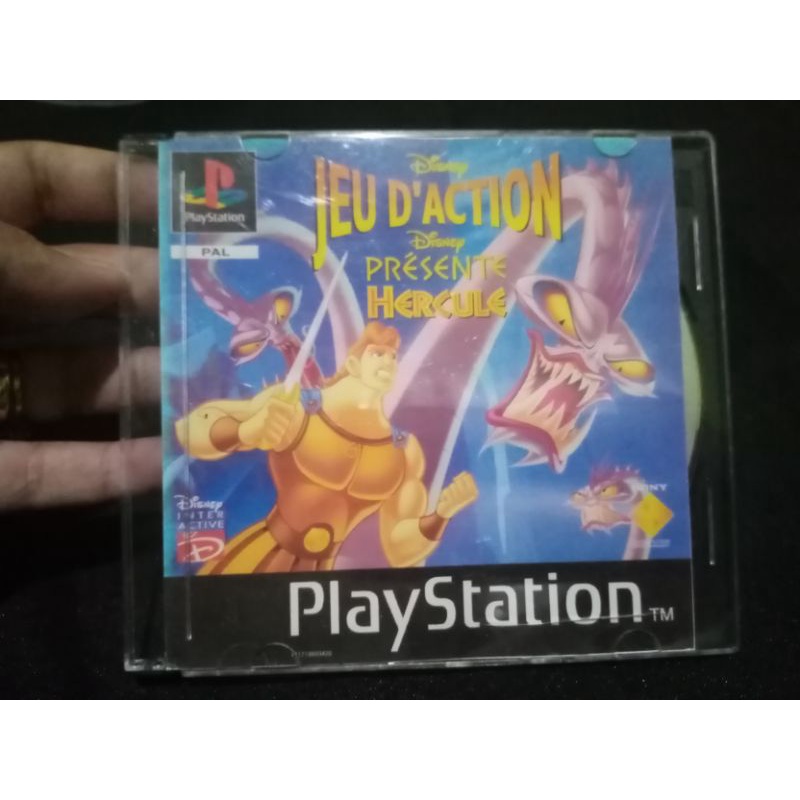 PlayStation
PAL
Disney
JEU D'ACTION
Disney
PRÉSENTE
HERCULE
Disney
INTER
ACTIVE
SONY
PlayStation™